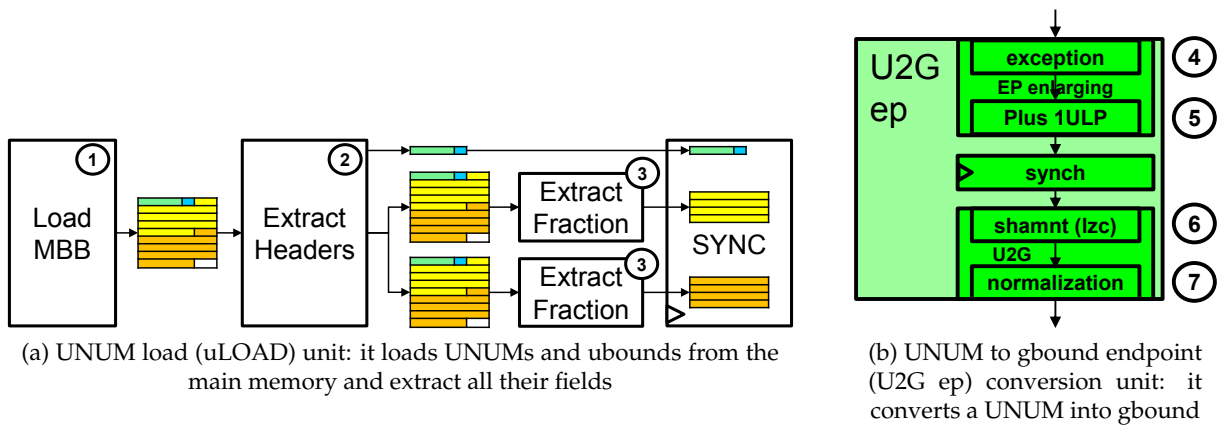 1
Load
MBB
2
Extract
Headers
3
Extract
Fraction
3
Extract
Fraction
SYNC
(a) UNUM load (uLOAD) unit: it loads UNUMs and ubounds from the
main memory and extract all their fields
U2G
ep
exception
4
EP enlarging
Plus 1ULP
5
synch
shamnt (lzc)
6
U2G
normalization
7
(b) UNUM to gbound endpoint
(U2G ep) conversion unit: it
converts a UNUM into gbound